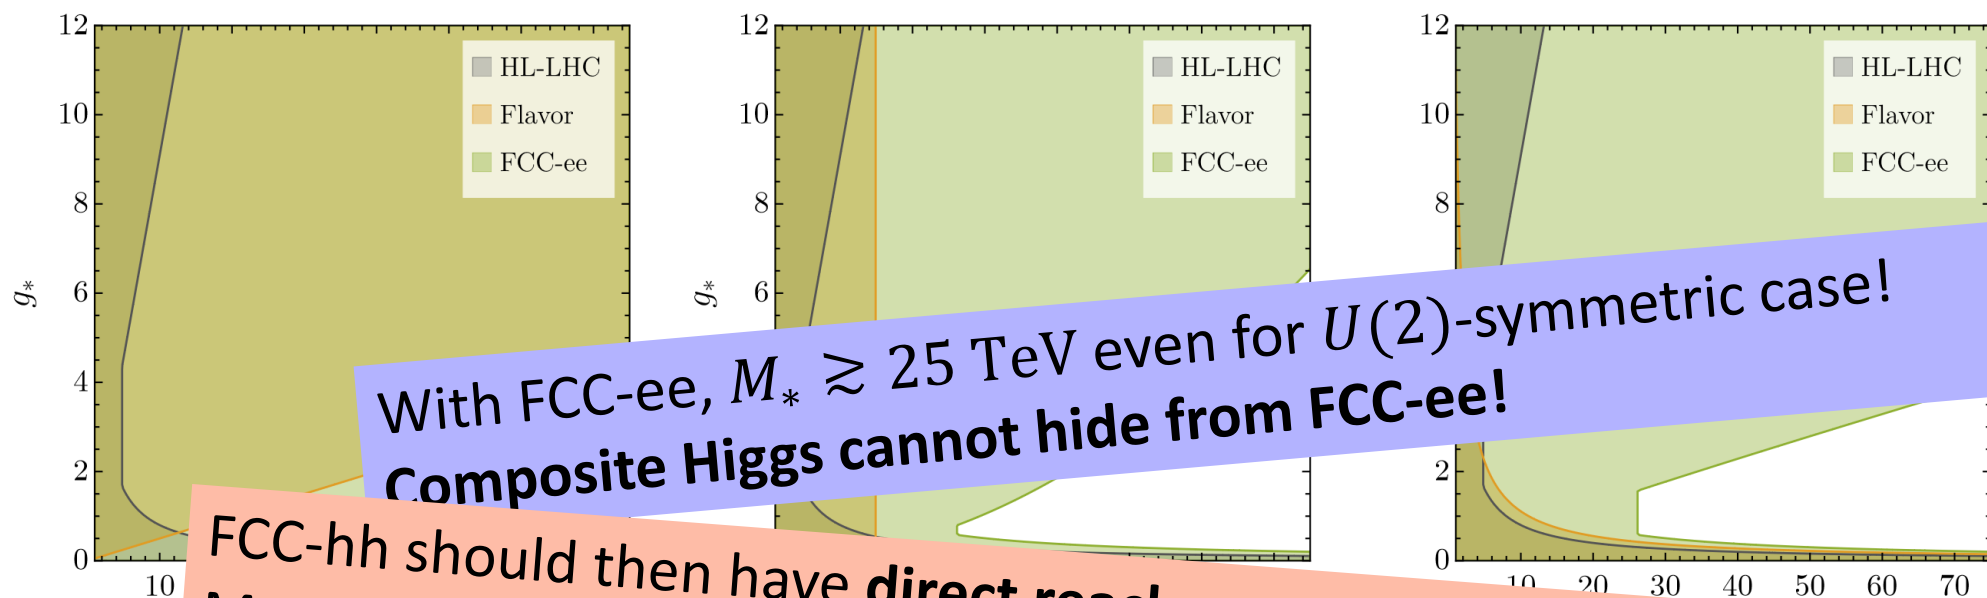 12
10
8
6
4
2
0
g*
10
HL-LHC
Flavor
FCC-ee
12
10
8
6
g*
HL-LHC
Flavor
FCC-ee
12
10
8
2
0
10 20 30 40 50 60 70
HL-LHC
Flavor
FCC-ee
With FCC-ee, M* ≳ 25 TeV even for U(2)-symmetric case!
Composite Higgs cannot hide from FCC-ee!
FCC-hh should then have direct